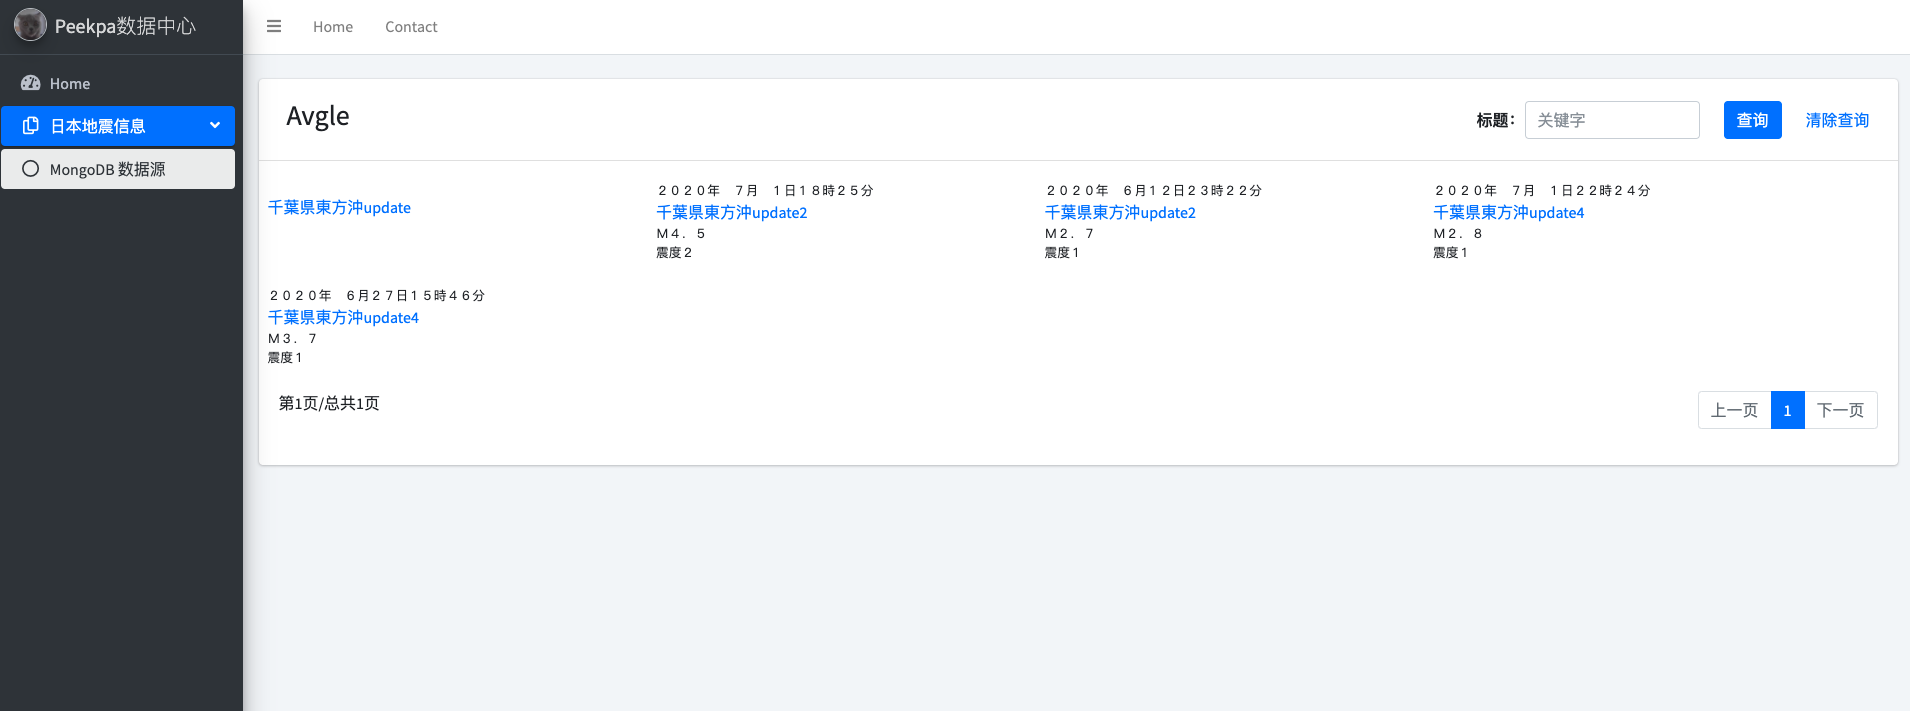 Peekpa数据中心
Home
Contact
Home
日本地震信息
MongoDB 数据源
Avgle
标题：
关键字
查询
清除查询
千葉県東方沖update
２０２０年　７月　１日１８時２５分
千葉県東方沖update2
Ｍ４．５
震度２
２０２０年　６月１２日２３時２２分
千葉県東方沖update2
Ｍ２．７
震度１
２０２０年　７月　１日２２時２４分
千葉県東方沖update4
Ｍ２．８
震度１
２０２０年　６月２７日１５時４６分
千葉県東方沖update4
Ｍ３．７
震度１
第1页/总共1页
上一页
1
下一页